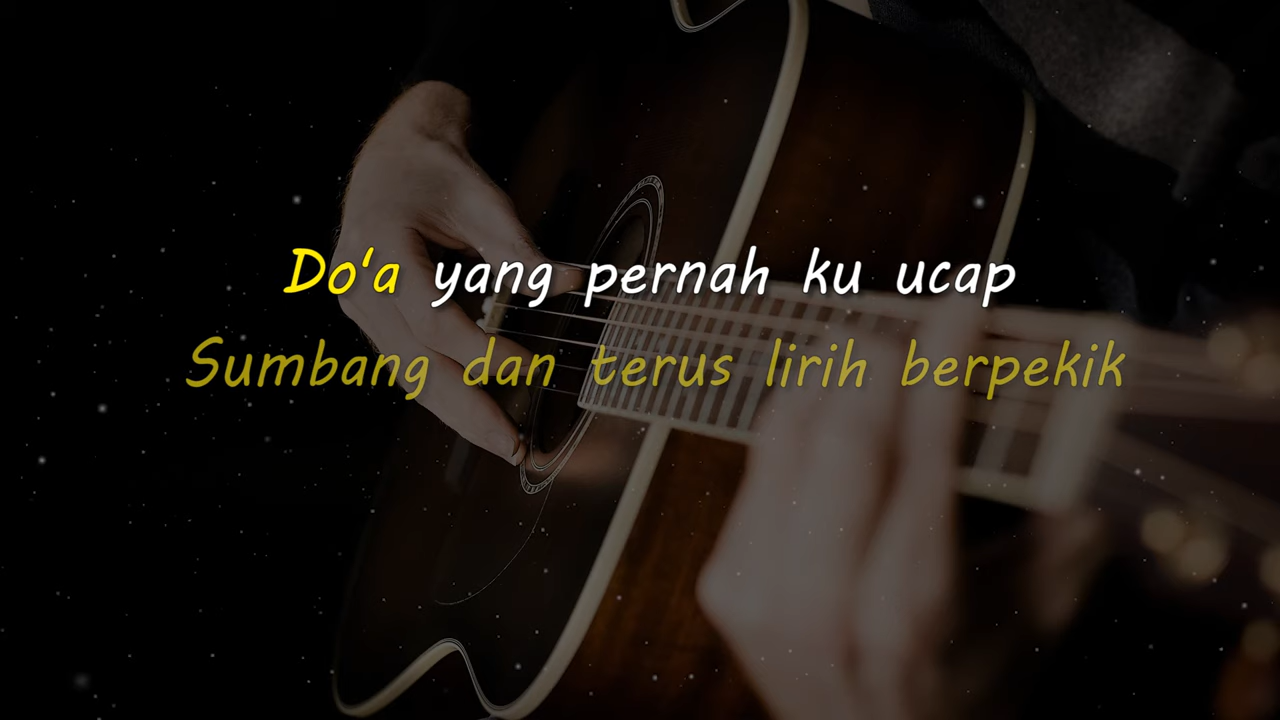 Do'a yang pernah ku ucap
Sumbang dan terus lirih berpekik